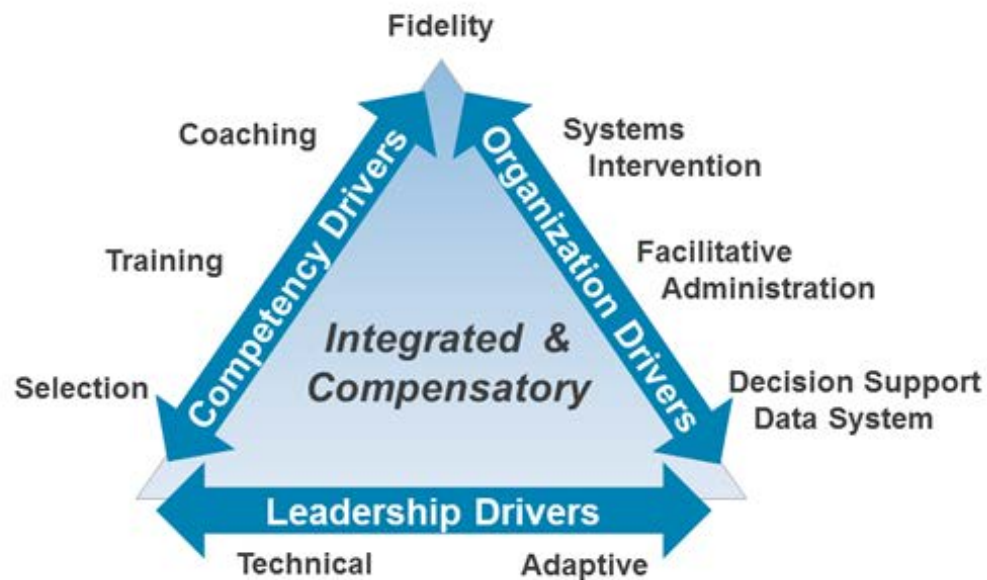 Fidelity
Coaching
Training
Selection
Competency Drivers
Organization Drivers
Systems
Intervention
Facilitative
Administration
Decision Support
Data System
Integrated &
Compensatory
Leadership Drivers
Technical
Adaptive